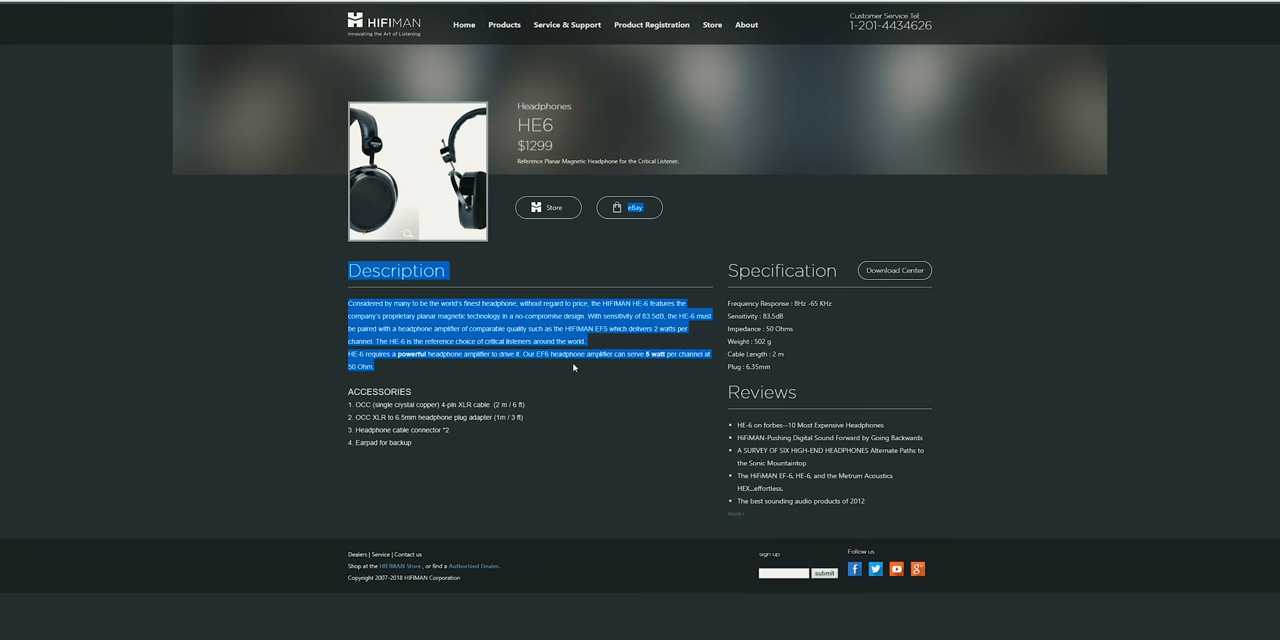 HIFIMAN
Innovating the Art of Listening
Home Products Service & Support Product Registration Store About
Customer Service Tel:
1-201-4434626
Headphones
HE6
$1299
Reference Planar Magnetic Headphone for the Critical Listener.
Store eBay
Description
Considered by many to be the world's finest headphone, without regard to price, the HIFIMAN HE-6 features the
company's proprietary planar magnetic technology in a no-compromise design. With sensitivity of 83.5dB, the HE-6 must
be paired with a headphone amplifier of comparable quality such as the HIFIMAN EF5 which delivers 2 watts per
channel. The HE-6 is the reference choice of critical listeners around the world.
HE-6 requires a powerful headphone amplifier to drive it. Our EF6 headphone amplifier can serve 5 watt per channel at
50 Ohm.
ACCESSORIES
1. OCC (single crystal copper) 4-pin XLR cable (2 m / 6 ft)
2. OCC XLR to 6.5mm headphone plug adapter (1m / 3 ft)
3. Headphone cable connector *2
4. Earpad for backup
Specification Download Center
Frequency Response : 8Hz -65 KHz
Sensitivity : 83.5dB
Impedance : 50 Ohms
Weight : 502 g
Cable Length : 2 m
Plug : 6.35mm
Reviews
HE-6 on forbes--10 Most Expensive Headphones
HiFiMAN-Pushing Digital Sound Forward by Going Backwards
A SURVEY OF SIX HIGH-END HEADPHONES Alternate Paths to
the Sonic Mountaintop
The HiFiMAN EF-6, HE-6, and the Metrum Acoustics
HEX...effortless.
The best sounding audio products of 2012
Dealers | Service | Contact us
Shop at the HIFIMAN Store , or find a Authorized Dealer.
Copyright 2007-2018 HIFIMAN Corporation
sign up
submit
Follow us